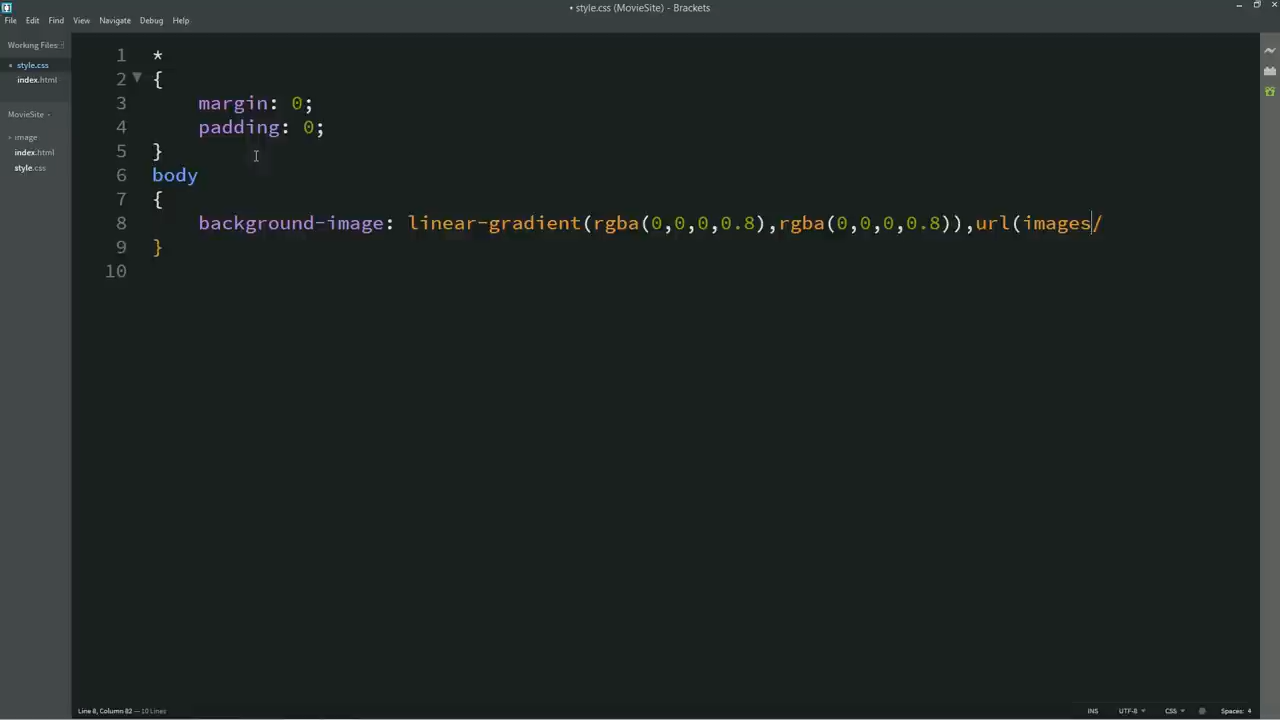 • style.css (MovieSite) - Brackets
File Edit Find View Navigate Debug Help
Working Files
• style.css
index.html
MovieSite
image
index.html
style.css
1 *
2 {
3 margin: 0;
4 padding: 0;
5 }
6 body
7 {
8 background-image: linear-gradient(rgba(0,0,0,0.8),rgba(0,0,0,0.8)),url(images/
9 }
10
Line 8, Column 82 — 10 Lines
INS UTF-8 CSS Spaces: 4